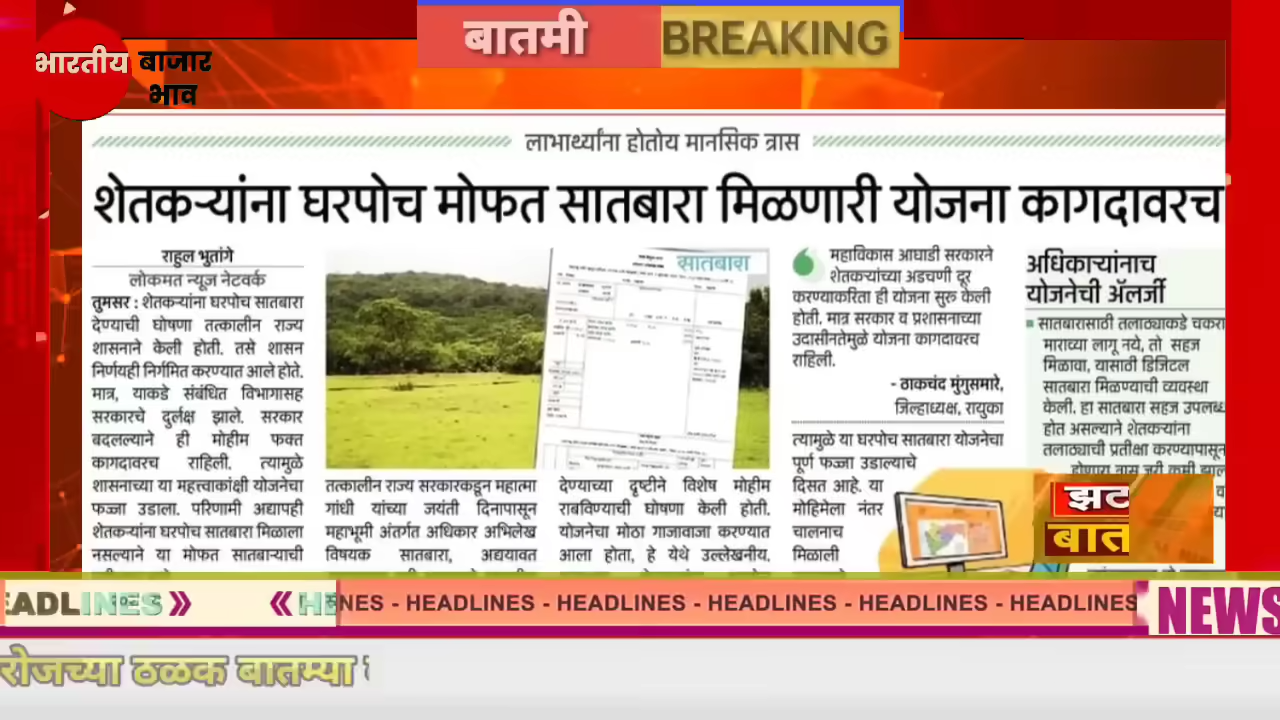 बातमी BREAKING
भारतीय बाजार
भाव
लाभार्थ्यांना होतोय मानसिक त्रास
शेतकऱ्यांना घरपोच मोफत सातबारा मिळणारी योजना कागदावरच
राहुल भुतांगे
लोकमत न्यूज नेटवर्क
तुमसर : शेतकऱ्यांना घरपोच सातबारा
देण्याची घोषणा तत्कालीन राज्य
शासनाने केली होती. तसे शासन
निर्णयही निर्गमित करण्यात आले होते.
मात्र, याकडे संबंधित विभागासह
सरकारचे दुर्लक्ष झाले. सरकार
बदलल्याने ही मोहीम फक्त
कागदावरच राहिली. त्यामुळे
शासनाच्या या महत्त्वाकांक्षी योजनेचा
फज्जा उडाला. परिणामी अद्यापही
शेतकऱ्यांना घरपोच सातबारा मिळाला
नसल्याने या मोफत सातबाऱ्याची
सातबारा
तत्कालीन राज्य सरकारकडून महात्मा
गांधी यांच्या जयंती दिनापासून
महाभूमी अंतर्गत अधिकार अभिलेख
विषयक सातबारा, अद्ययावत
देण्याच्या दृष्टीने विशेष मोहीम
राबविण्याची घोषणा केली होती.
योजनेचा मोठा गाजावाजा करण्यात
आला होता, हे येथे उल्लेखनीय.
महाविकास आघाडी सरकारने
शेतकऱ्यांच्या अडचणी दूर
करण्याकरिता ही योजना सुरू केली
होती. मात्र सरकार व प्रशासनाच्या
उदासीनतेमुळे योजना कागदावरच
राहिली.
- ठाकचंद मुंगुसमारे,
जिल्हाध्यक्ष, रायुका
त्यामुळे या घरपोच सातबारा योजनेचा
पूर्ण फज्जा उडाल्याचे
दिसत आहे. या
मोहिमेला नंतर
चालनाच
मिळाली
अधिकाऱ्यांनाच
योजनेची ॲलर्जी
सातबारासाठी तलाठ्याकडे चकरा
माराव्या लागू नये, तो सहज
मिळावा, यासाठी डिजिटल
सातबारा मिळण्याची व्यवस्था
केली. हा सातबारा सहज उपलब्ध
होत असल्याने शेतकऱ्यांना
तलाठ्याची प्रतीक्षा करण्यापासून
होणारा त्रास जरी कमी
झट
बात
EADLINES HE
NES - HEADLINES - HEADLINES - HEADLINES - HEADLINES - HEADLINES
NEWS
रोजच्या ठळक बातम्या